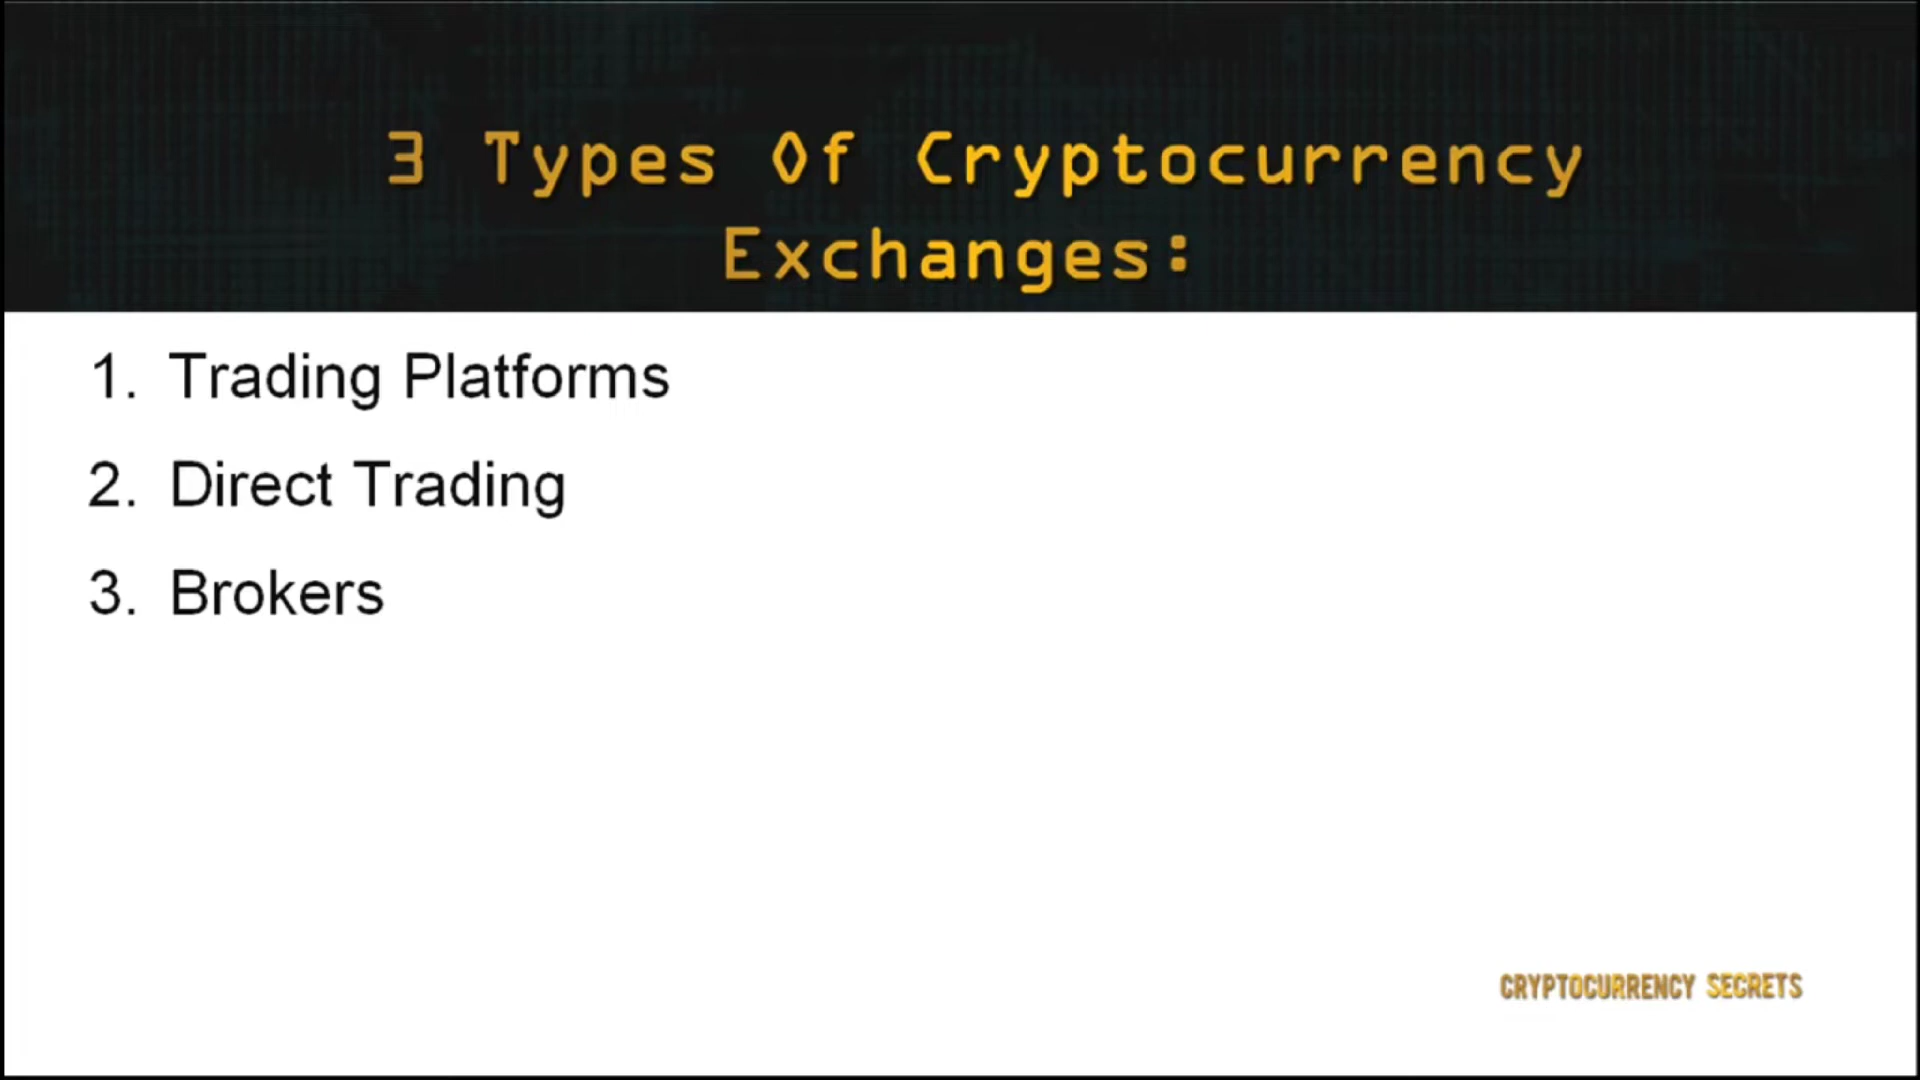 3 Types Of Cryptocurrency
Exchanges:
1. Trading Platforms
2. Direct Trading
3. Brokers
CRYPTOCURRENCY SECRETS